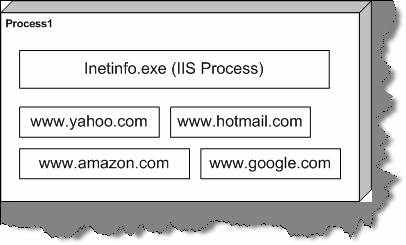 Process1
Inetinfo.exe (IIS Process)
www.yahoo.com www.hotmail.com
www.amazon.com www.google.com